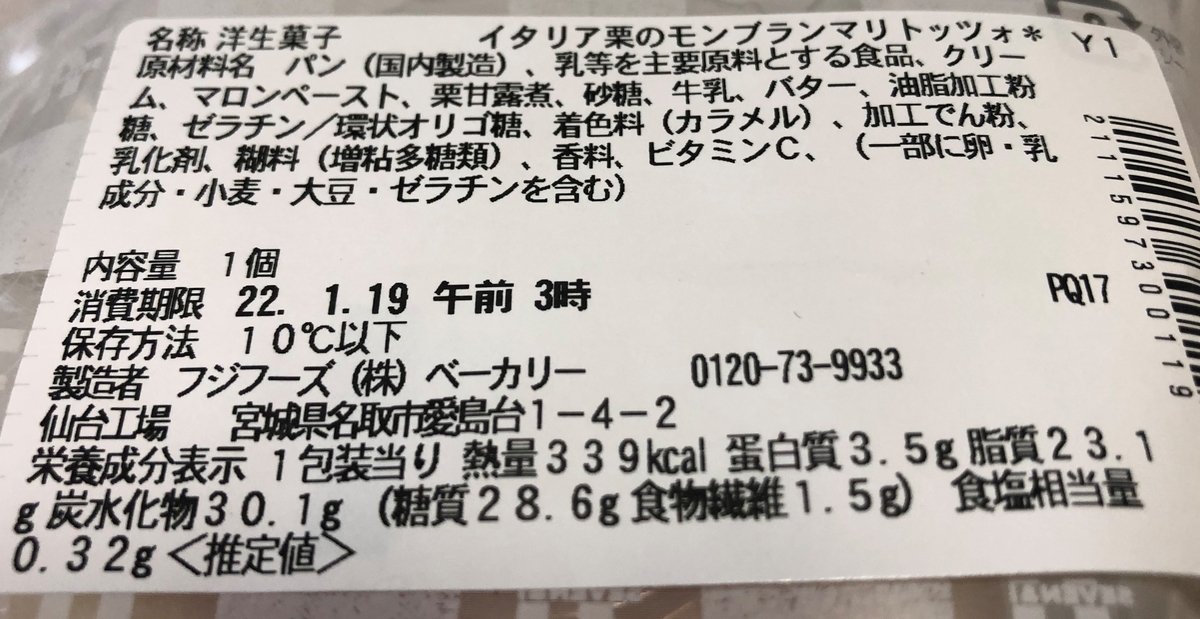 名称 洋生菓子 イタリア栗のモンブランマリトッツォ* Y1
原材料名 パン（国内製造）、乳等を主要原料とする食品、クリー
ム、マロンペースト、栗甘露煮、砂糖、牛乳、バター、油脂加工粉
糖、ゼラチン／環状オリゴ糖、着色料（カラメル）、加工でん粉、
乳化剤、糊料（増粘多糖類）、香料、ビタミンC、（一部に卵・乳
成分・小麦・大豆・ゼラチンを含む）
内容量 1個
消費期限 22. 1.19 午前 3時
PQ17
保存方法 10℃以下
製造者 フジフーズ（株）ベーカリー 0120-73-9933
仙台工場 宮城県名取市愛島台1－4－2
栄養成分表示 1包装当り 熱量339kcal 蛋白質3.5g 脂質23.1
g 炭水化物30.1g （糖質28.6g 食物繊維1.5g） 食塩相当量
0.32g＜推定値＞
2111597300119